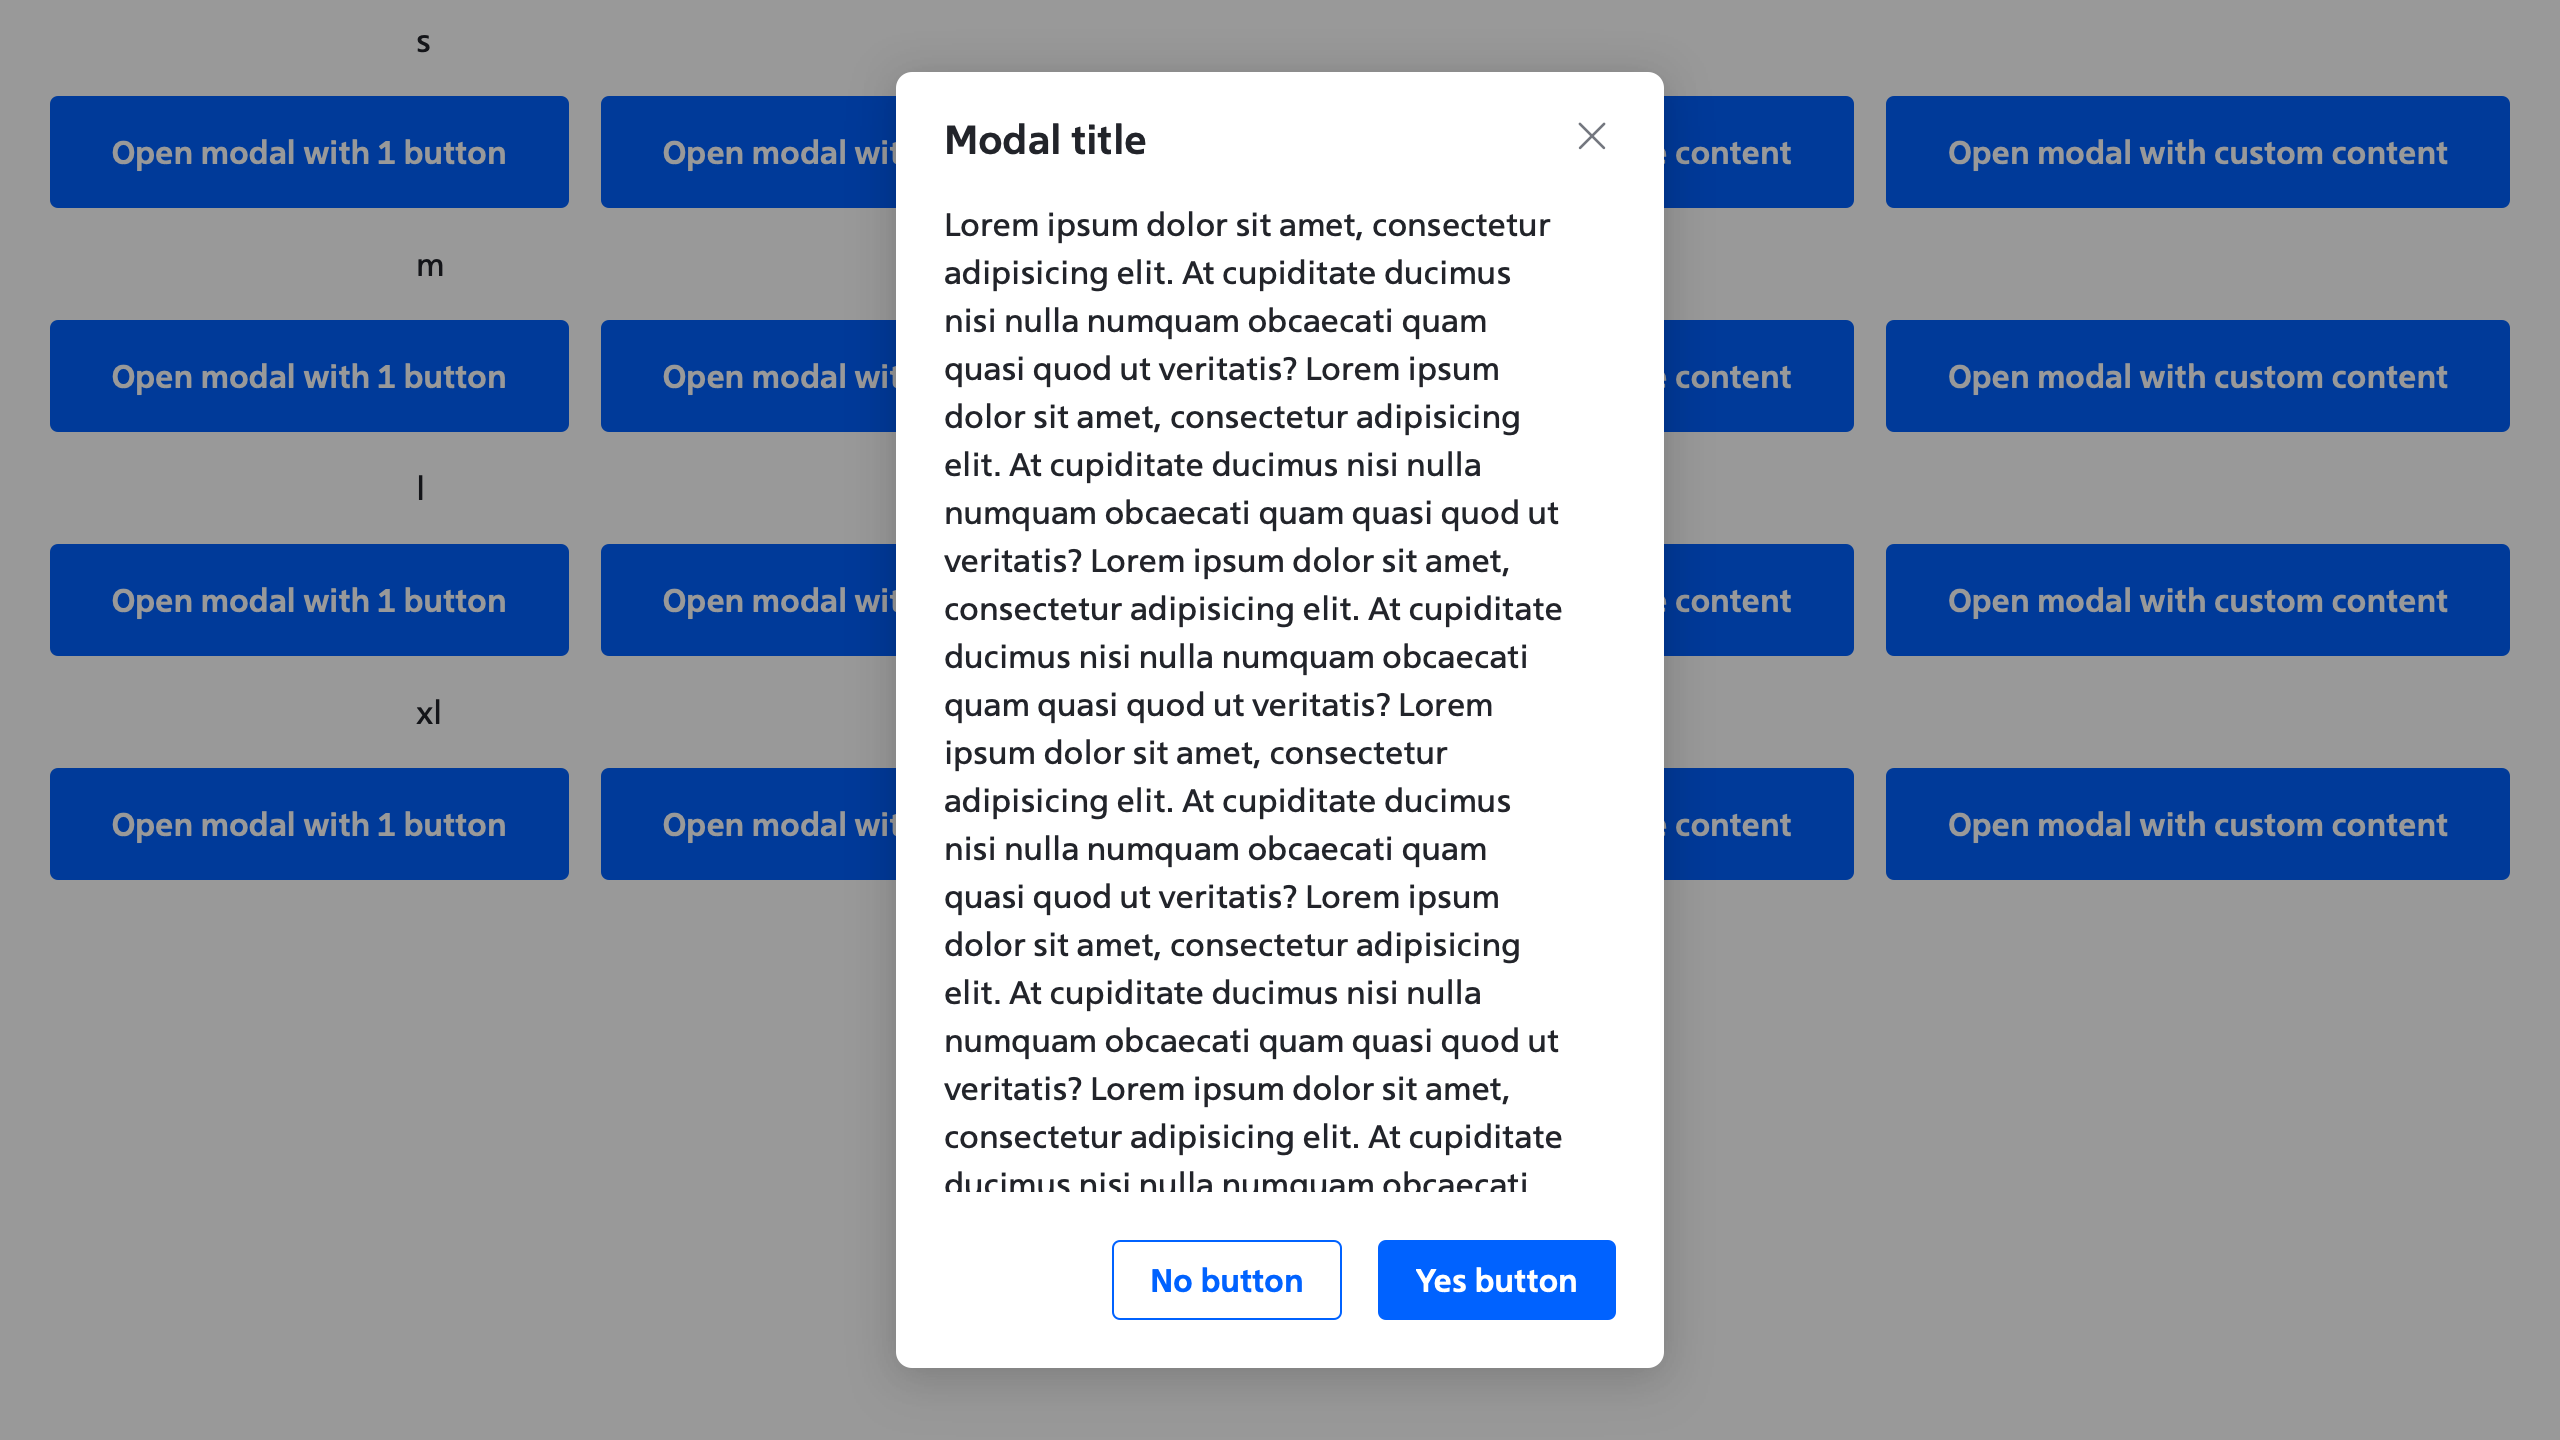 s
Open modal with 1 button
Open modal wit
content
Open modal with custom content
m
Open modal with 1 button
Open modal wit
content
Open modal with custom content
l
Open modal with 1 button
Open modal wit
content
Open modal with custom content
xl
Open modal with 1 button
Open modal wit
content
Open modal with custom content
Modal title
Lorem ipsum dolor sit amet, consectetur
adipisicing elit. At cupiditate ducimus
nisi nulla numquam obcaecati quam
quasi quod ut veritatis? Lorem ipsum
dolor sit amet, consectetur adipisicing
elit. At cupiditate ducimus nisi nulla
numquam obcaecati quam quasi quod ut
veritatis? Lorem ipsum dolor sit amet,
consectetur adipisicing elit. At cupiditate
ducimus nisi nulla numquam obcaecati
quam quasi quod ut veritatis? Lorem
ipsum dolor sit amet, consectetur
adipisicing elit. At cupiditate ducimus
nisi nulla numquam obcaecati quam
quasi quod ut veritatis? Lorem ipsum
dolor sit amet, consectetur adipisicing
elit. At cupiditate ducimus nisi nulla
numquam obcaecati quam quasi quod ut
veritatis? Lorem ipsum dolor sit amet,
consectetur adipisicing elit. At cupiditate
ducimus nisi nulla numquam obcaecati
No button
Yes button